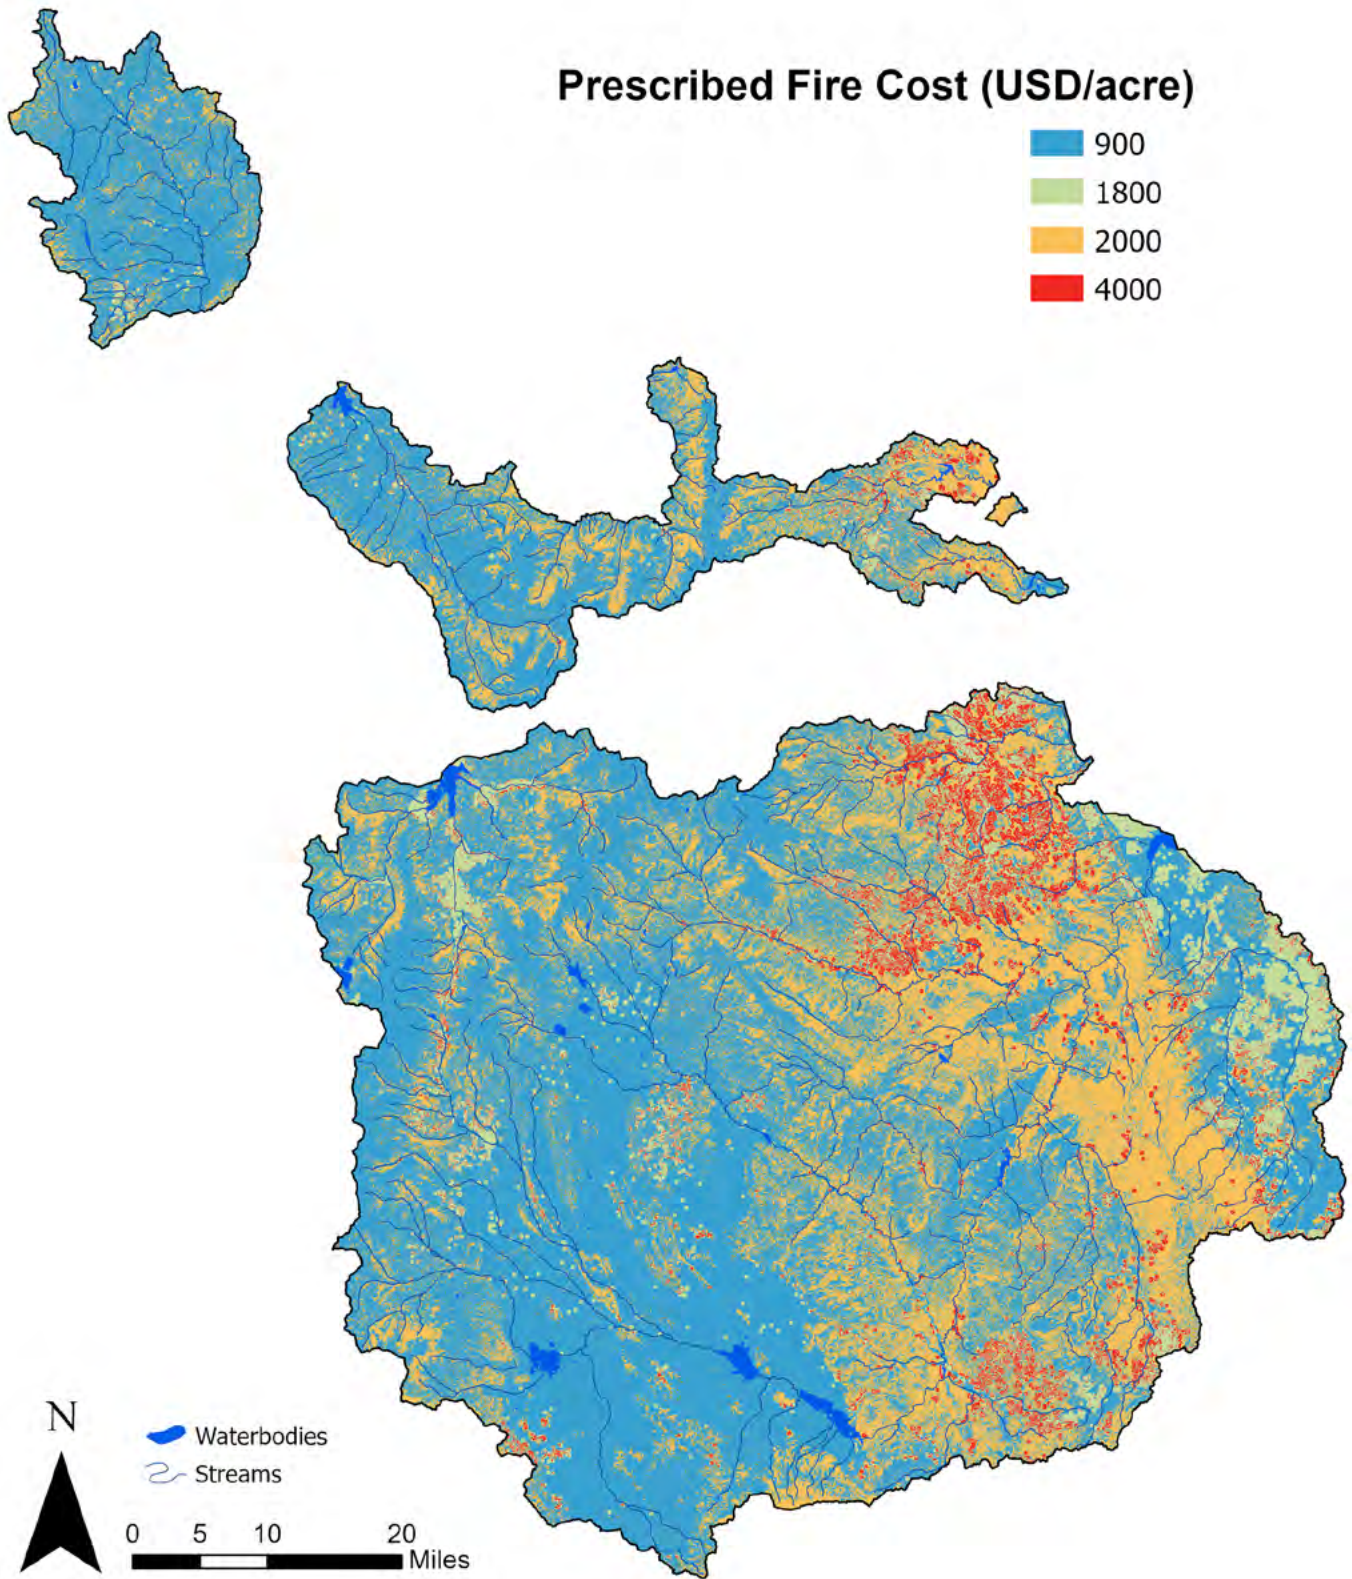 Prescribed Fire Cost (USD/acre)
900
1800
2000
4000
N
Waterbodies
Streams
0 5 10 20
Miles